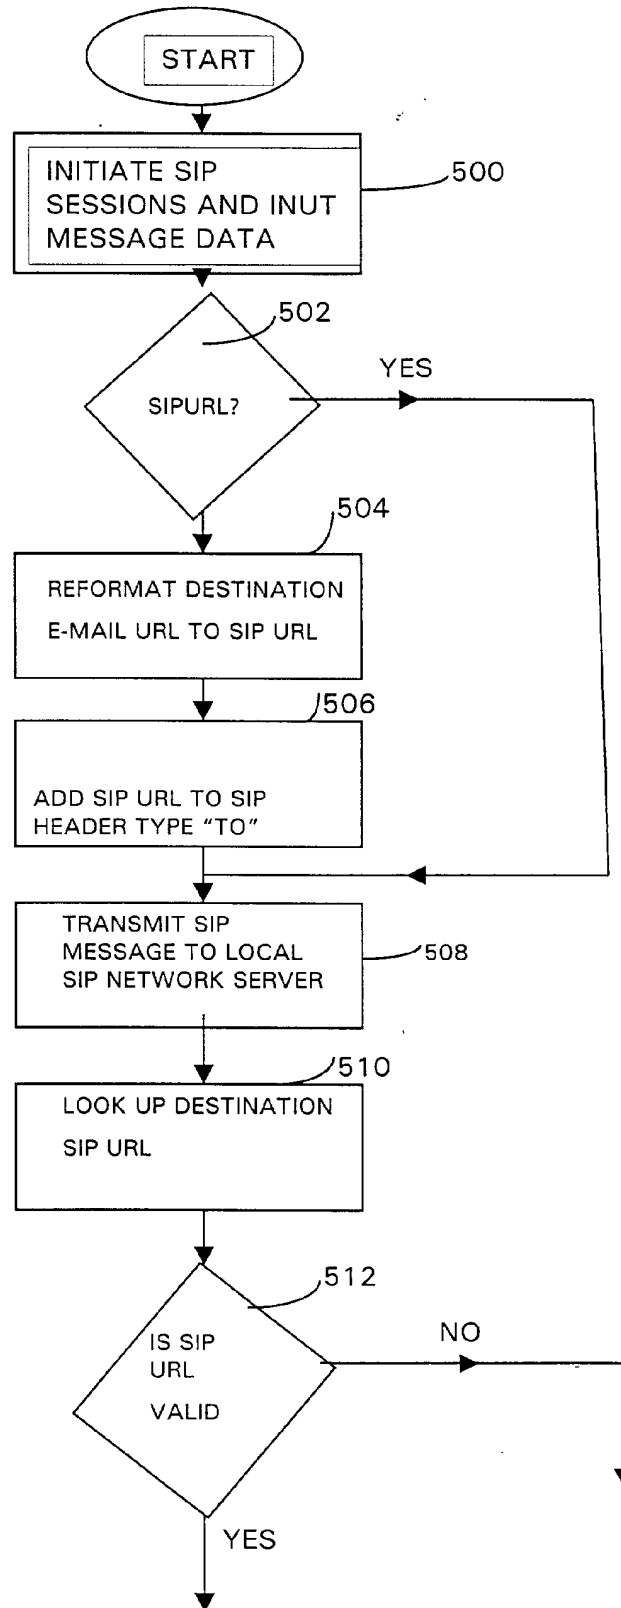 START
INITIATE SIP
SESSIONS AND INUT
MESSAGE DATA
500
502
YES
SIPURL?
504
REFORMAT DESTINATION
E-MAIL URL TO SIP URL
506
ADD SIP URL TO SIP
HEADER TYPE "TO"
TRANSMIT SIP
MESSAGE TO LOCAL
SIP NETWORK SERVER
508
510
LOOK UP DESTINATION
SIP URL
512
NO
IS SIP
URL
VALID
YES